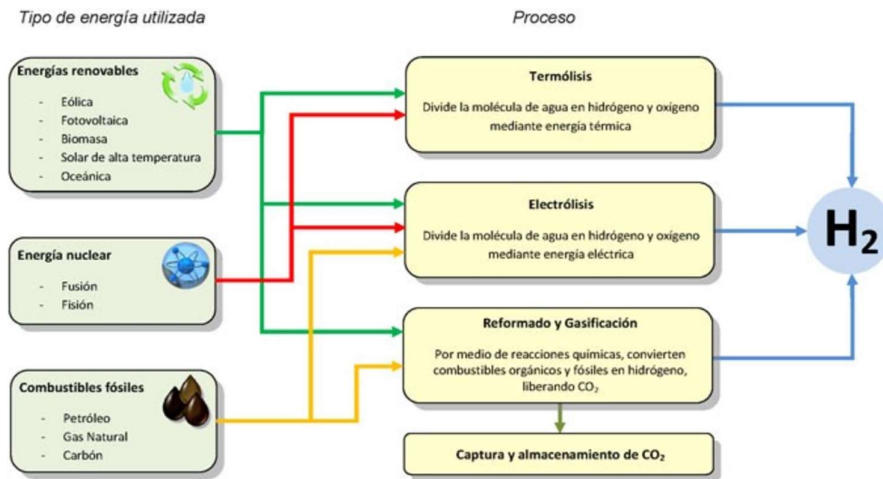 Tipo de energía utilizada
Proceso
Energías renovables
- Eólica
- Fotovoltaica
- Biomasa
- Solar de alta temperatura
- Oceánica
Energía nuclear
- Fusión
- Fisión
Combustibles fósiles
- Petróleo
- Gas Natural
- Carbón
Termólisis
Divide la molécula de agua en hidrógeno y oxígeno
mediante energía térmica
Electrólisis
Divide la molécula de agua en hidrógeno y oxígeno
mediante energía eléctrica
Reformado y Gasificación
Por medio de reacciones químicas, convierten
combustibles orgánicos y fósiles en hidrógeno,
liberando CO₂
Captura y almacenamiento de CO₂
H₂